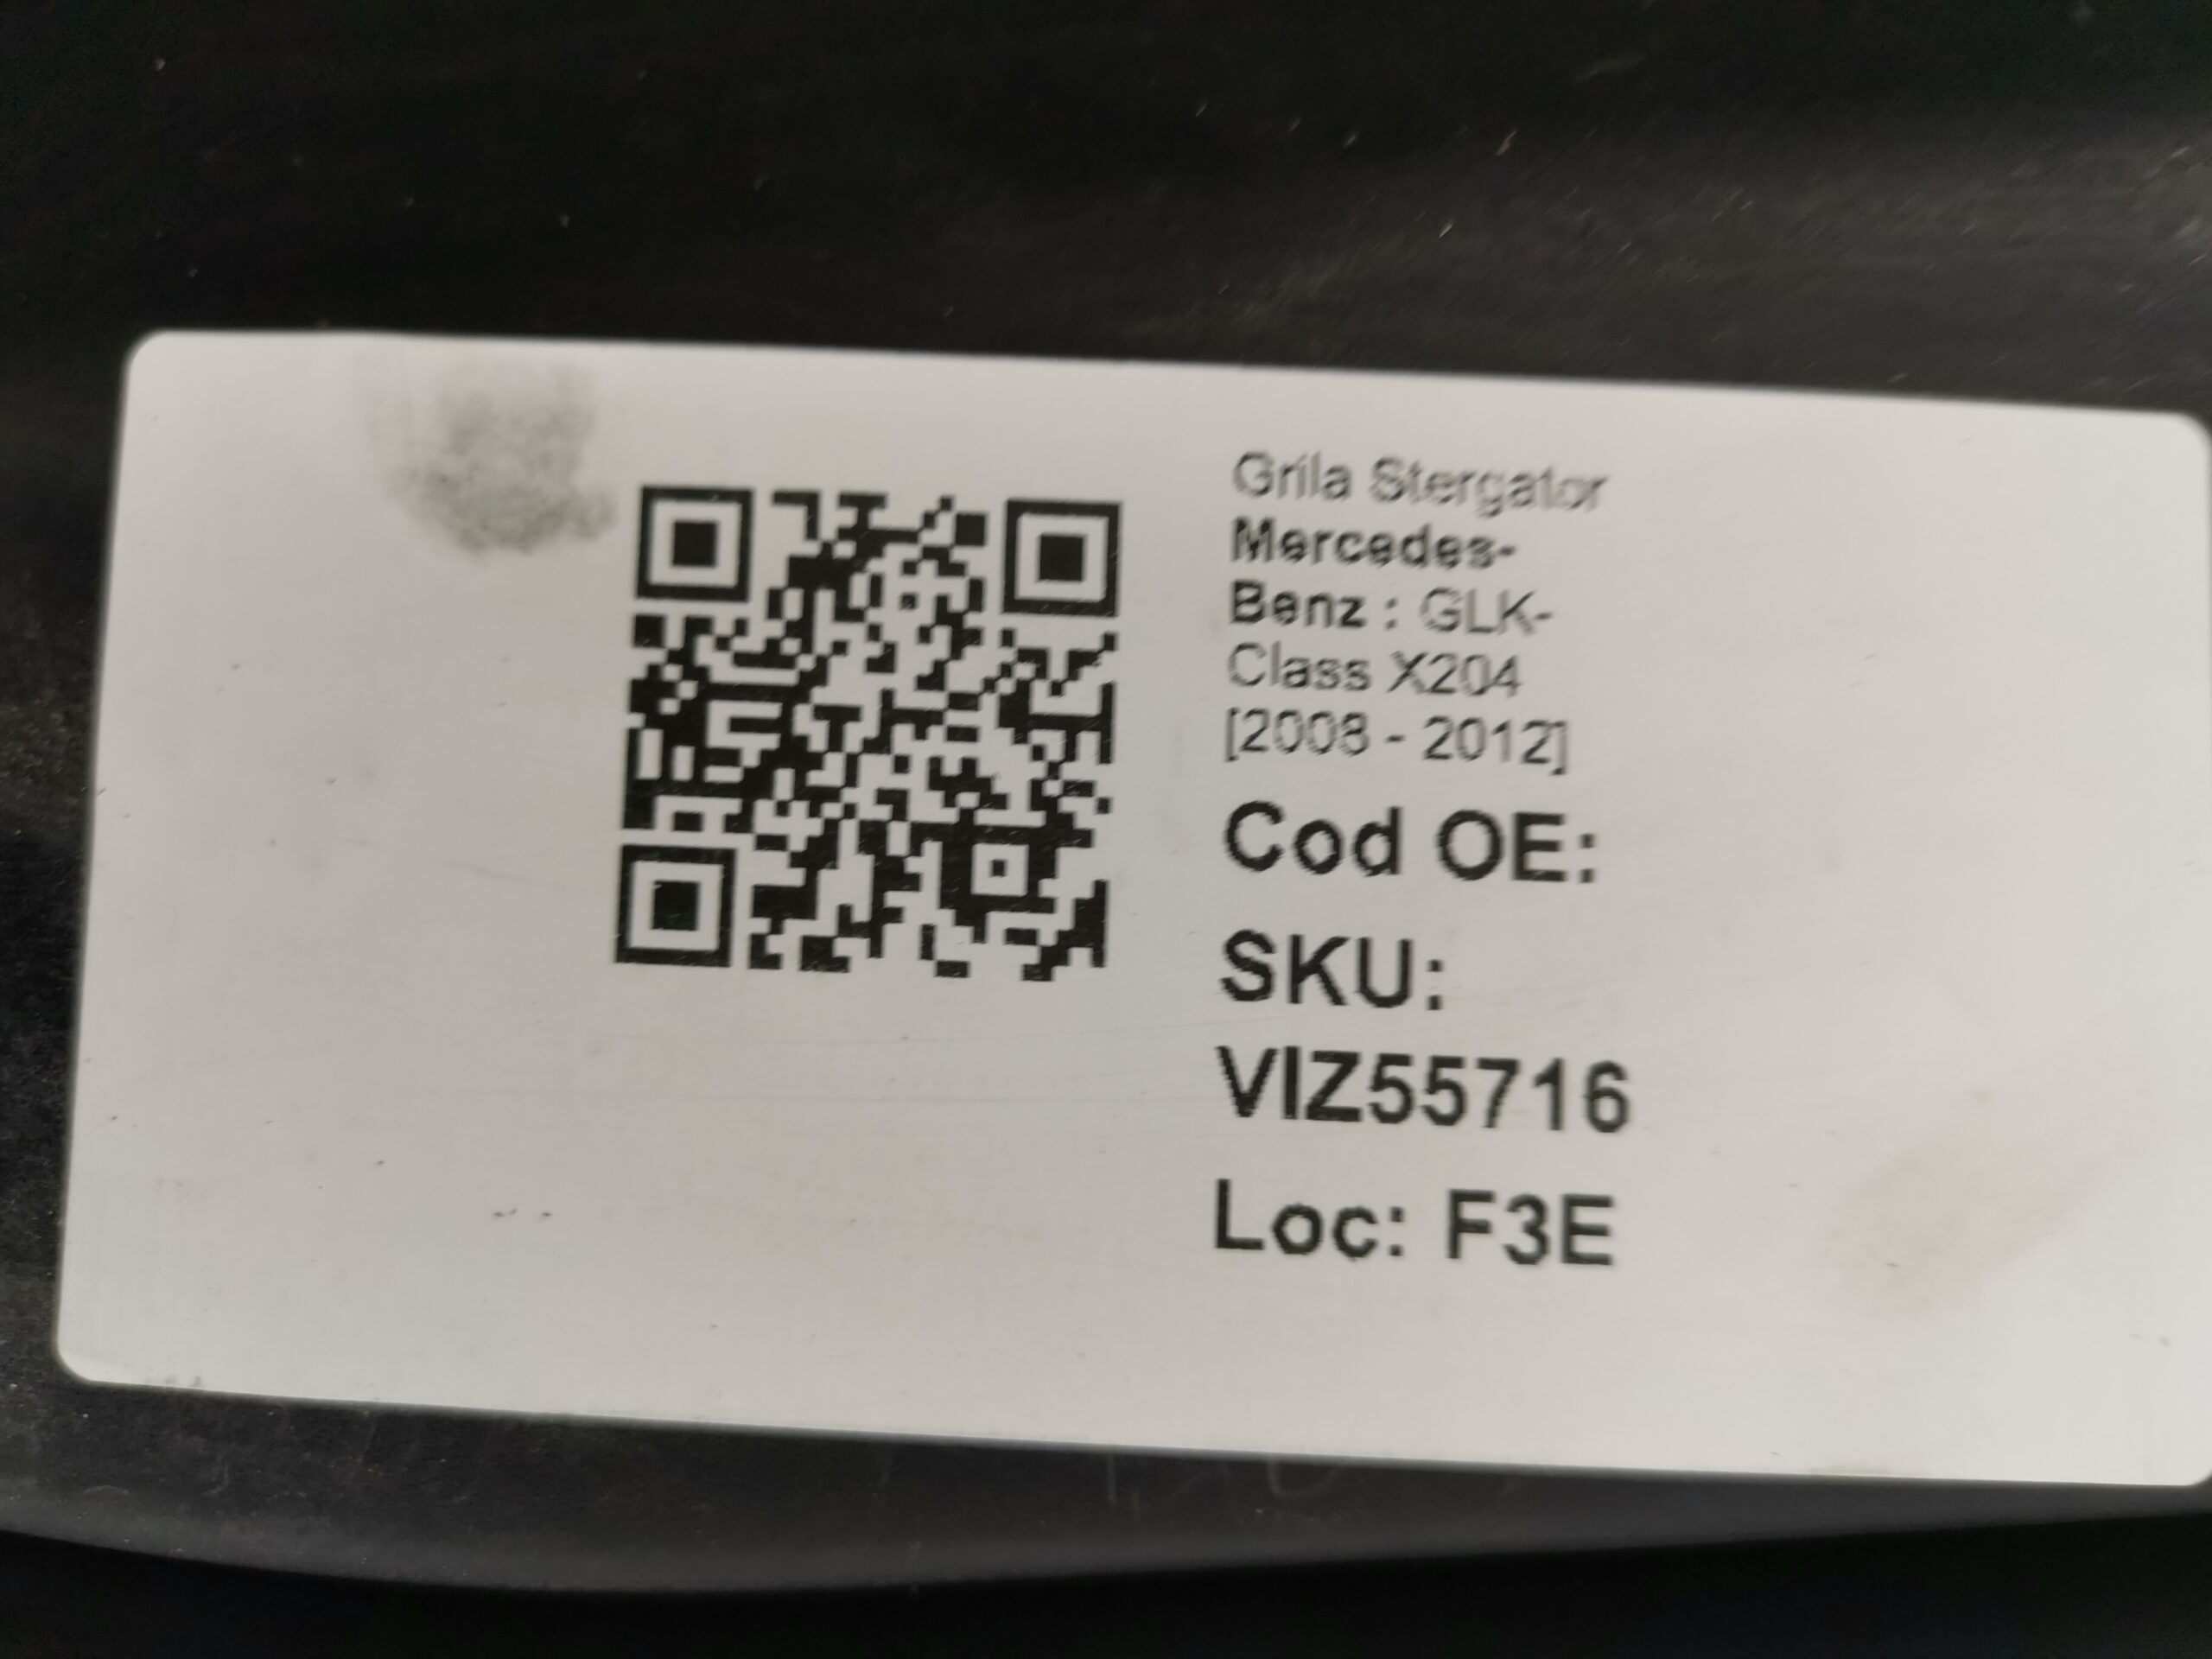 Grila Stergator
Mercedes-
Benz : GLK-
Class X204
[2008 - 2012]
Cod OE:
SKU:
VIZ55716
Loc: F3E